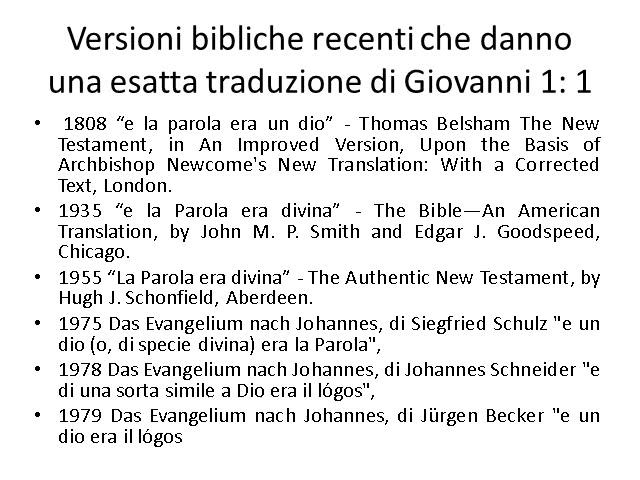 Versioni bibliche recenti che danno
una esatta traduzione di Giovanni 1: 1
• 1808 “e la parola era un dio” - Thomas Belsham The New
Testament, in An Improved Version, Upon the Basis of
Archbishop Newcome's New Translation: With a Corrected
Text, London.
• 1935 “e la Parola era divina” - The Bible—An American
Translation, by John M. P. Smith and Edgar J. Goodspeed,
Chicago.
• 1955 “La Parola era divina” - The Authentic New Testament, by
Hugh J. Schonfield, Aberdeen.
• 1975 Das Evangelium nach Johannes, di Siegfried Schulz "e un
dio (o, di specie divina) era la Parola",
• 1978 Das Evangelium nach Johannes, di Johannes Schneider "e
di una sorta simile a Dio era il lógos",
• 1979 Das Evangelium nach Johannes, di Jürgen Becker "e un
dio era il lógos